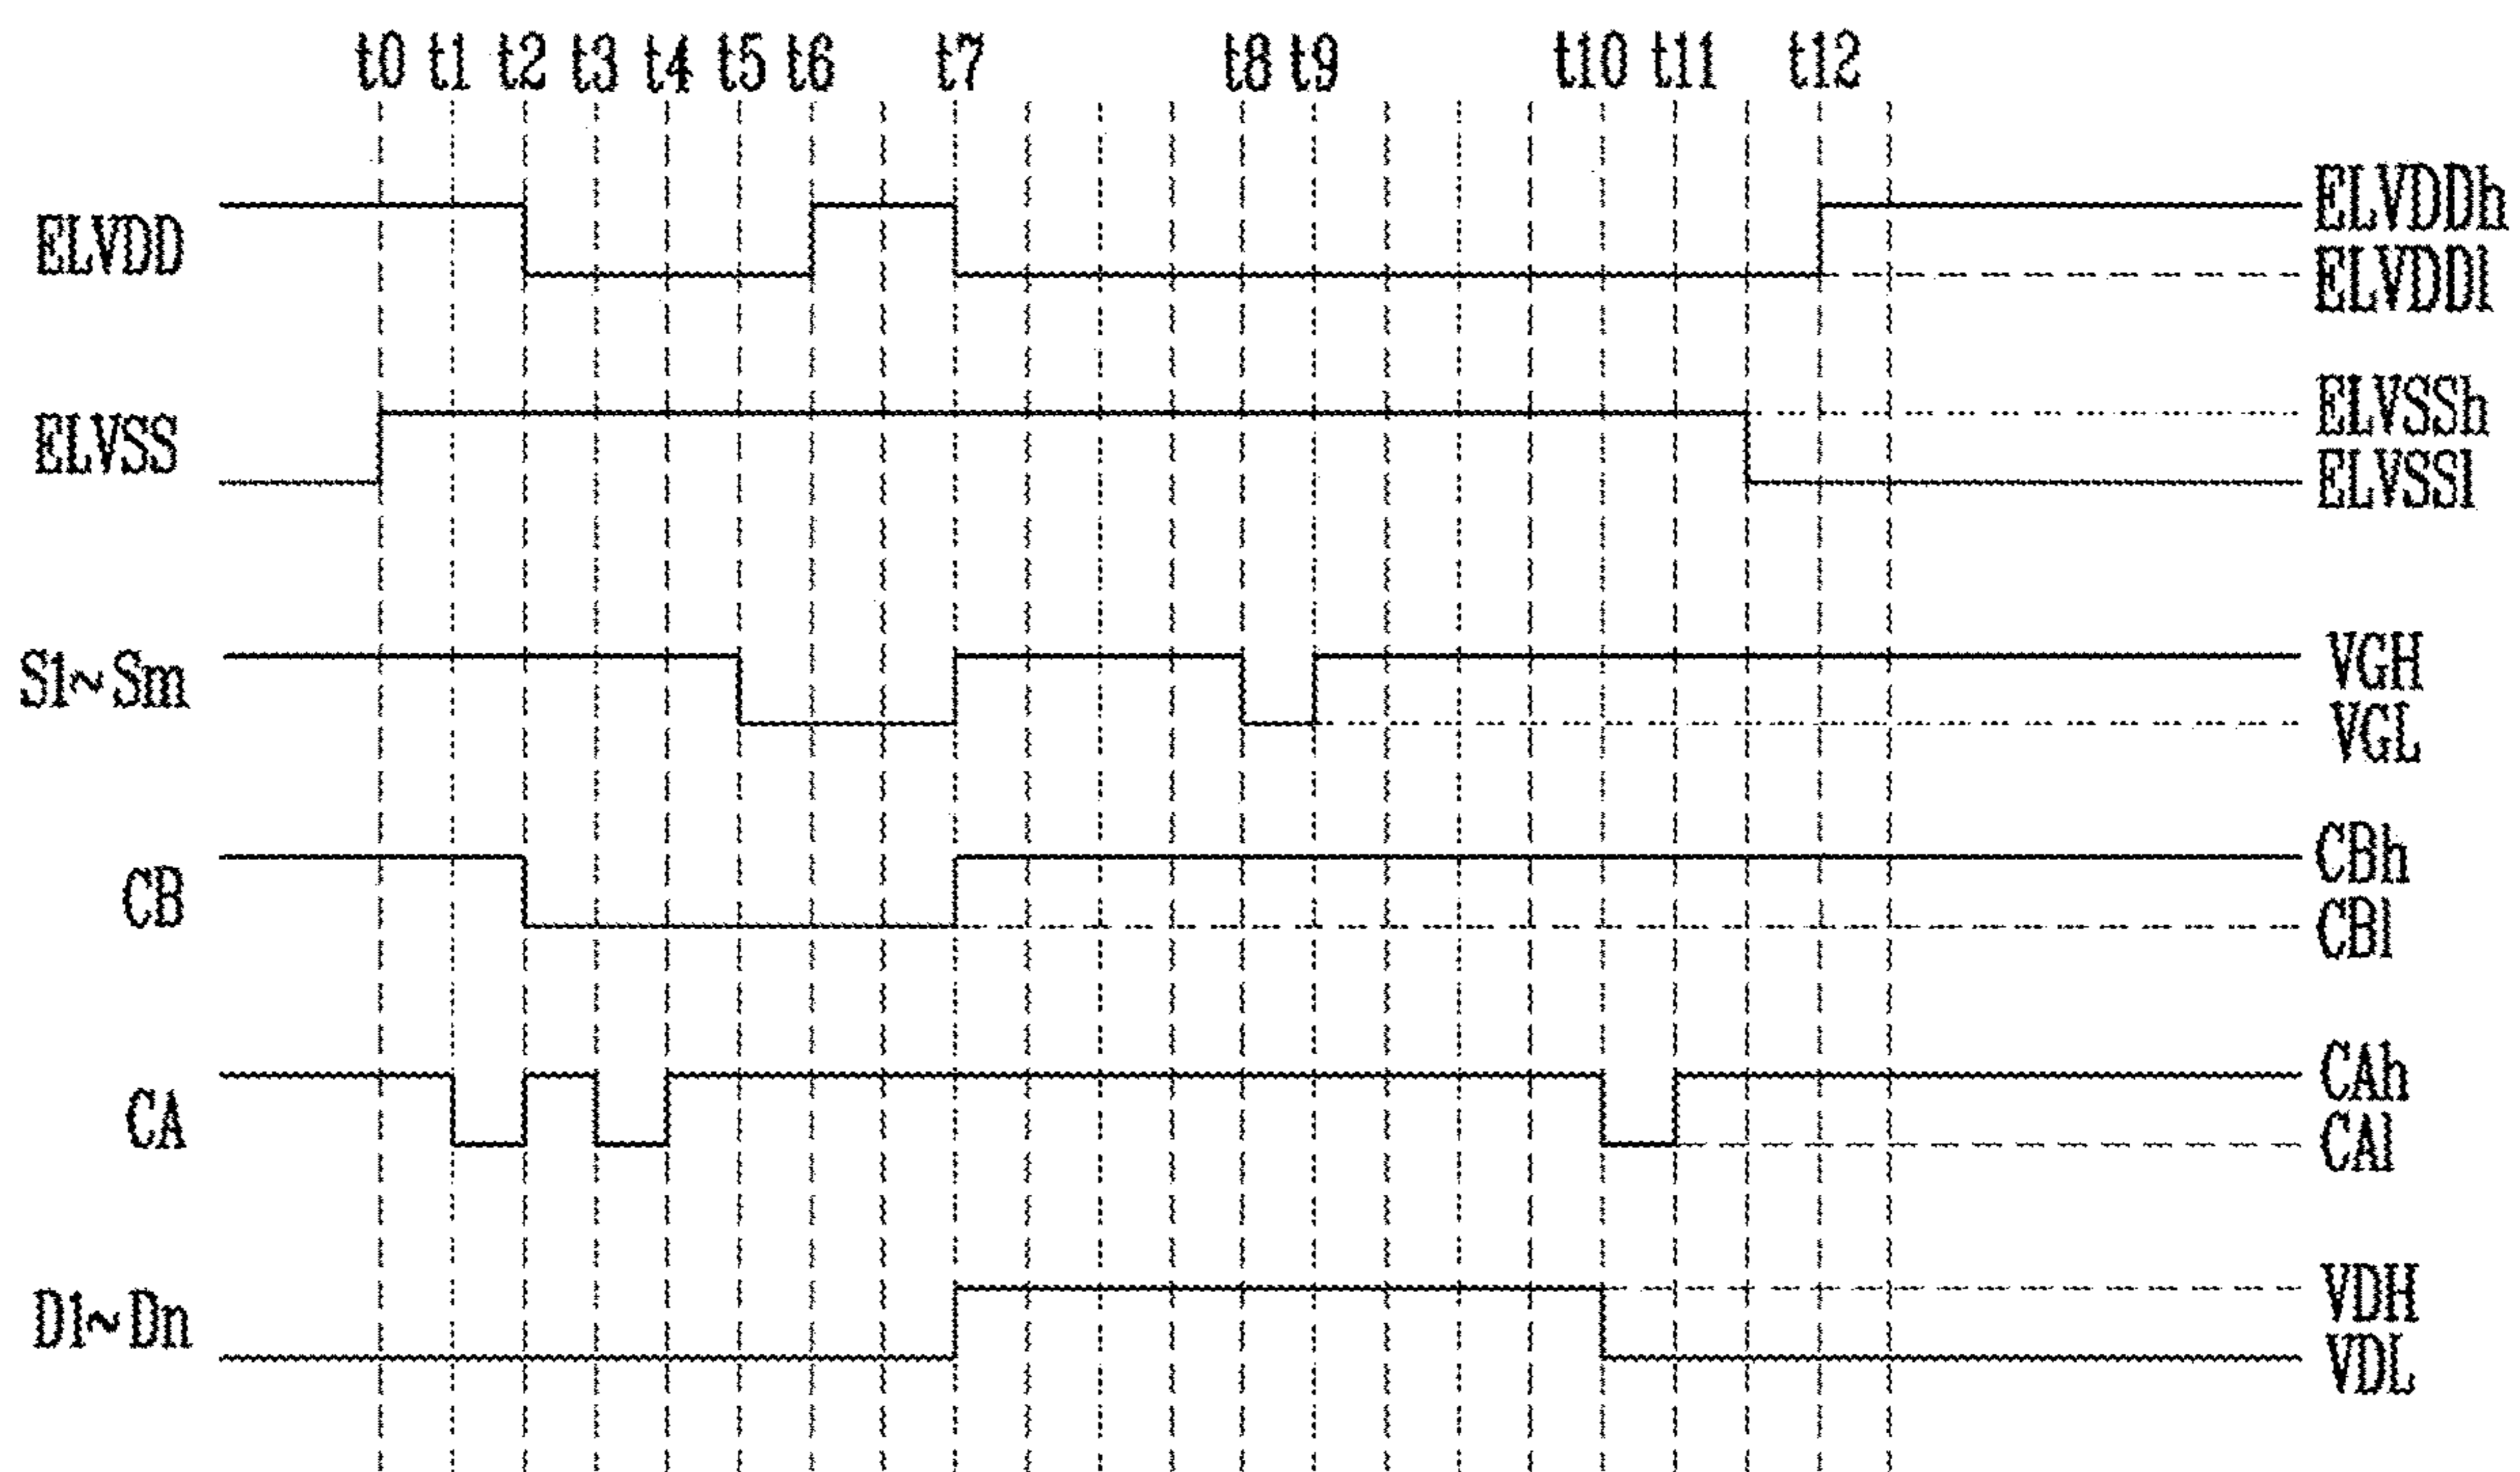 t0 t1 t2 t3 t4 t5 t6 t7 t8 t9 t10 t11 t12
ELVDD
ELVDDh
ELVDDl
ELVSS
ELVSSh
ELVSSl
S1~Sm
VGH
VGL
CB
CBh
CBl
CA
CAh
CAl
D1~Dn
VDH
VDL